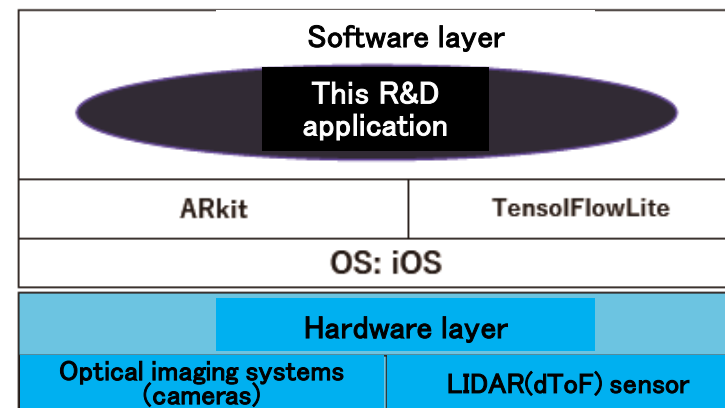 Software layer
This R&D
application
ARkit
TensolFlowLite
OS: iOS
Hardware layer
Optical imaging systems
(cameras)
LIDAR(dToF) sensor